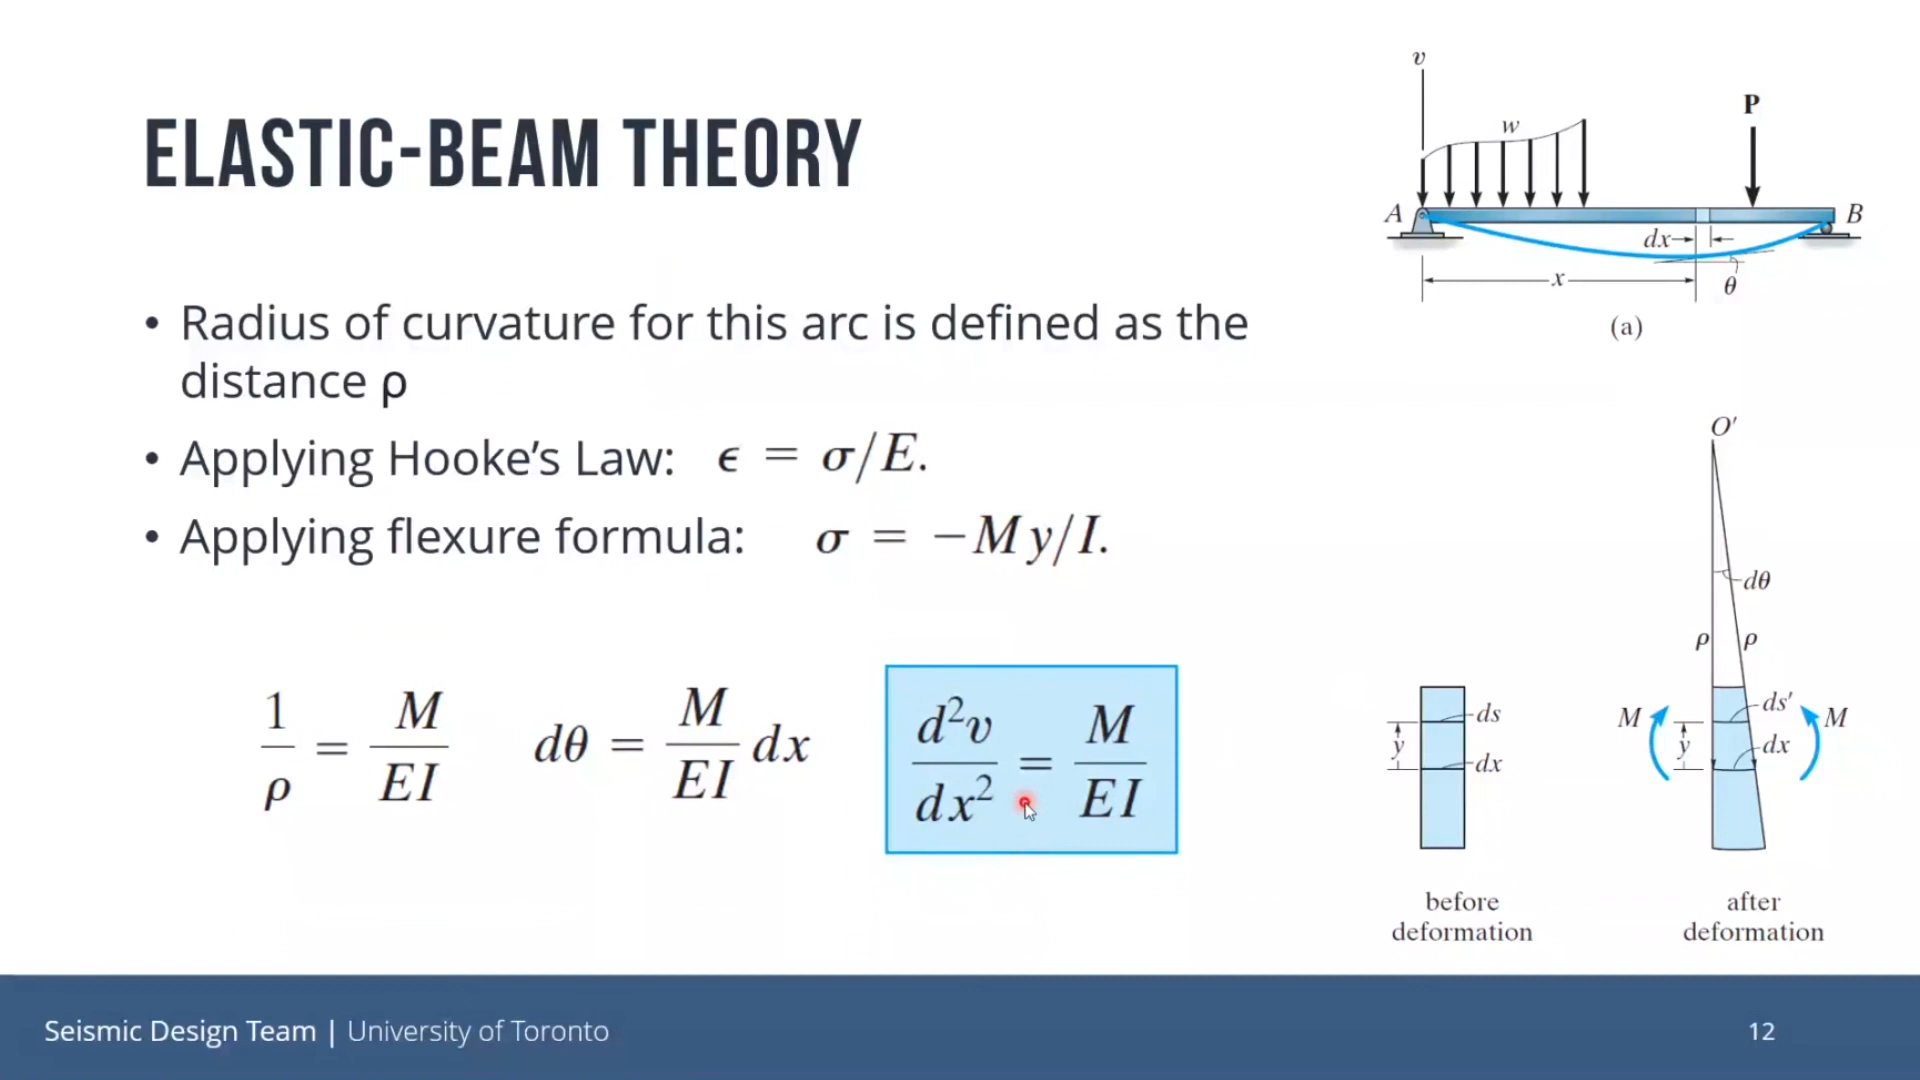 ELASTIC-BEAM THEORY
• Radius of curvature for this arc is defined as the
distance ρ
• Applying Hooke’s Law: ϵ = σ/E.
• Applying flexure formula: σ = −My/I.
1/ρ = M/EI
dθ = M/EI dx
d²v/dx² = M/EI
v
w
P
A
B
dx
x
θ
(a)
O′
dθ
ρ
ρ
ds
y
dx
M
ds′
M
y
dx
before
deformation
after
deformation
Seismic Design Team | University of Toronto
12